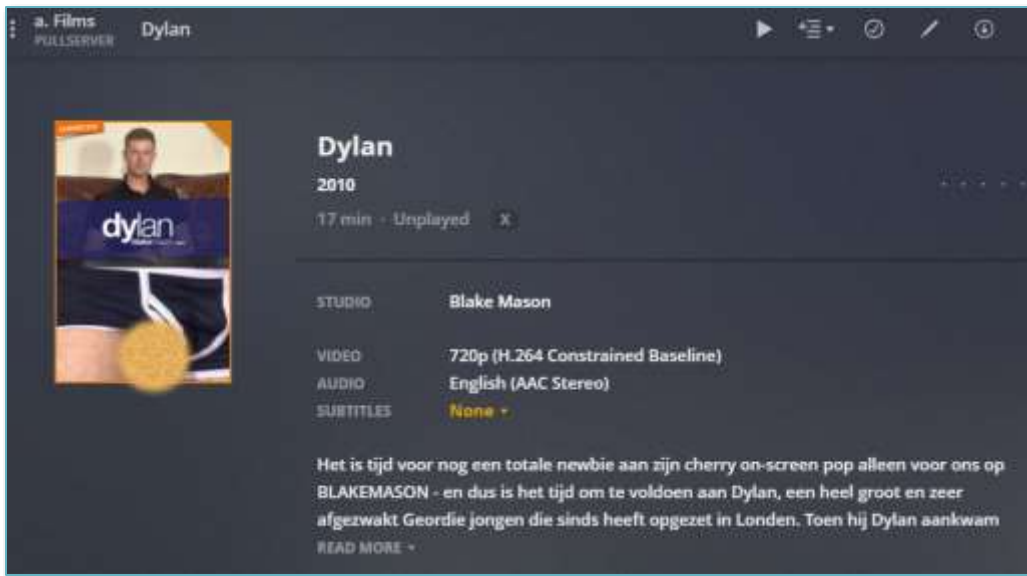 a. Films
PULLSERVER
Dylan
Dylan
2010
17 min - Unplayed X
dylan
STUDIO Blake Mason
VIDEO 720p (H.264 Constrained Baseline)
AUDIO English (AAC Stereo)
SUBTITLES None
Het is tijd voor nog een totale newbie aan zijn cherry on-screen pop alleen voor ons op
BLAKEMASON - en dus is het tijd om te voldoen aan Dylan, een heel groot en zeer
afgezwakt Geordie jongen die sinds heeft opgezet in Londen. Toen hij Dylan aankwam
READ MORE